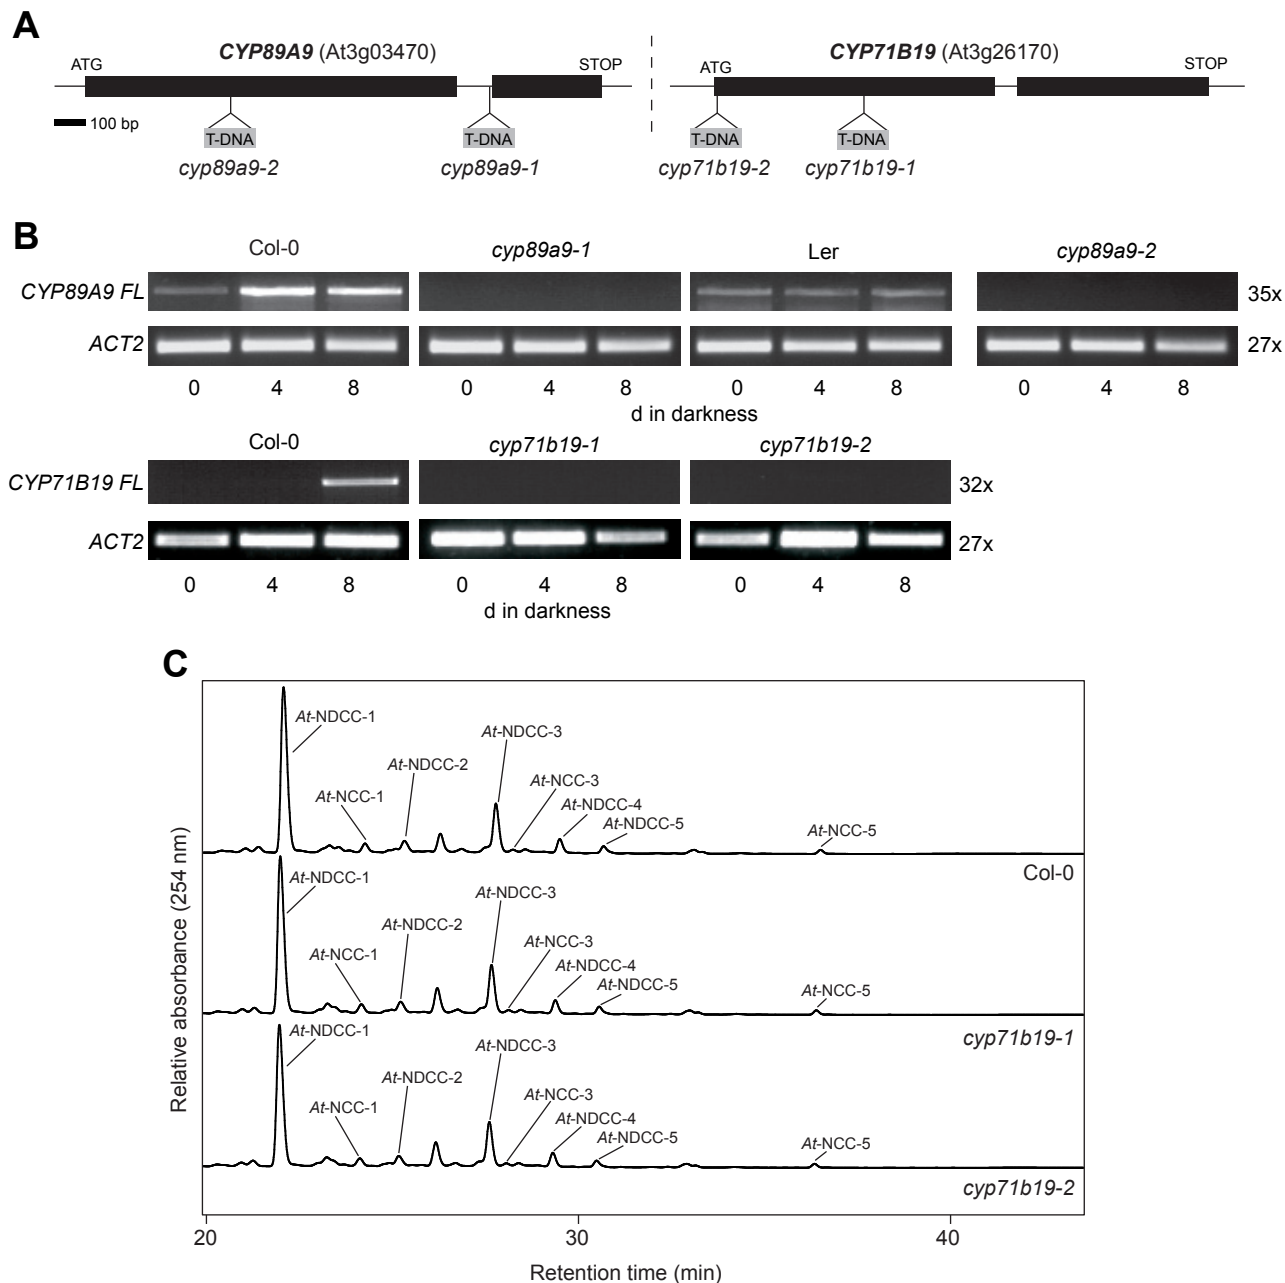 A
CYP89A9 (At3g03470)
CYP71B19 (At3g26170)
ATG
STOP
ATG
STOP
100 bp
T-DNA
T-DNA
T-DNA
T-DNA
cyp89a9-2
cyp89a9-1
cyp71b19-2
cyp71b19-1
B
Col-0
cyp89a9-1
Ler
cyp89a9-2
CYP89A9 FL
35x
ACT2
27x
0 4 8 0 4 8 0 4 8 0 4 8
d in darkness
Col-0
cyp71b19-1
cyp71b19-2
CYP71B19 FL
32x
ACT2
27x
0 4 8 0 4 8 0 4 8
d in darkness
C
At-NDCC-1
At-NCC-1
At-NDCC-2
At-NDCC-3
At-NCC-3
At-NDCC-4
At-NDCC-5
At-NCC-5
Col-0
At-NDCC-1
At-NCC-1
At-NDCC-2
At-NDCC-3
At-NCC-3
At-NDCC-4
At-NDCC-5
At-NCC-5
cyp71b19-1
At-NDCC-1
At-NCC-1
At-NDCC-2
At-NDCC-3
At-NCC-3
At-NDCC-4
At-NDCC-5
At-NCC-5
cyp71b19-2
Relative absorbance (254 nm)
20 30 40
Retention time (min)